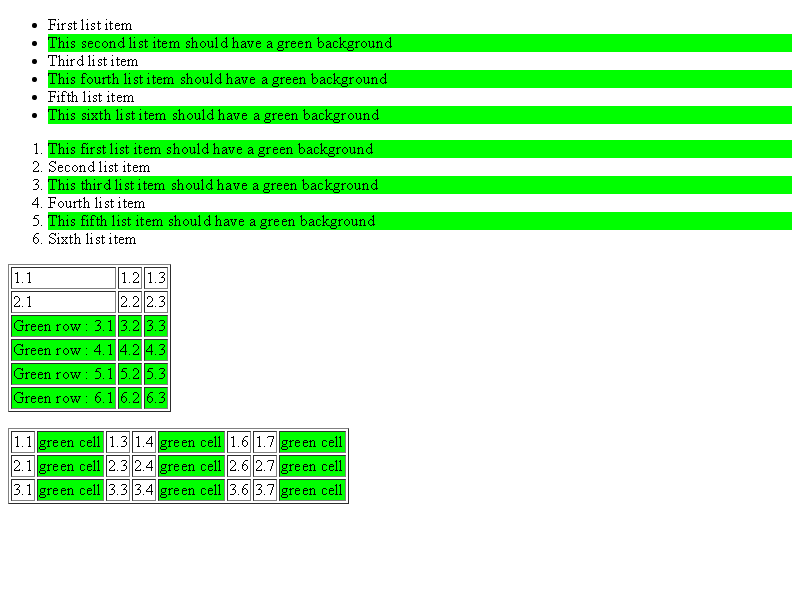 • First list item
• This second list item should have a green background
• Third list item
• This fourth list item should have a green background
• Fifth list item
• This sixth list item should have a green background
1. This first list item should have a green background
2. Second list item
3. This third list item should have a green background
4. Fourth list item
5. This fifth list item should have a green background
6. Sixth list item
1.1 1.2 1.3
2.1 2.2 2.3
Green row : 3.1 3.2 3.3
Green row : 4.1 4.2 4.3
Green row : 5.1 5.2 5.3
Green row : 6.1 6.2 6.3
1.1 green cell 1.3 1.4 green cell 1.6 1.7 green cell
2.1 green cell 2.3 2.4 green cell 2.6 2.7 green cell
3.1 green cell 3.3 3.4 green cell 3.6 3.7 green cell